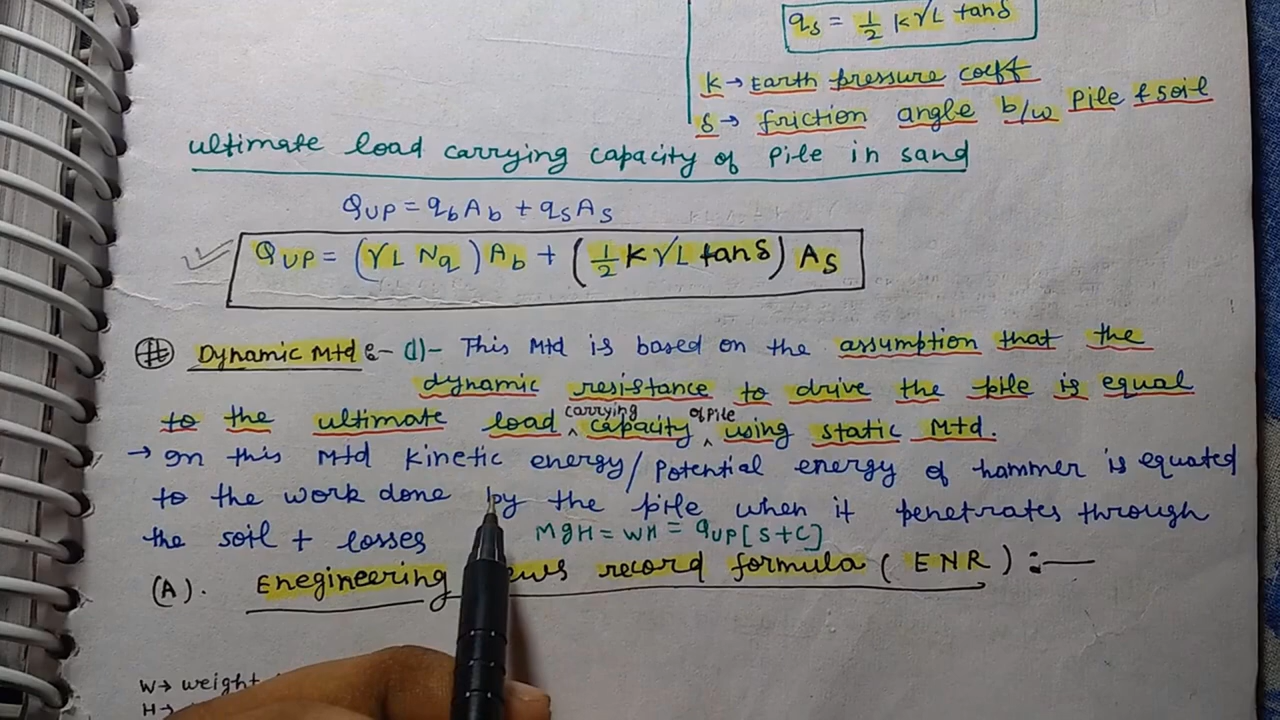 qs = 1/2 KγL tanδ
K → Earth pressure coeff
δ → friction angle b/w Pile & soil
ultimate load carrying capacity of Pile in sand
QUP = qbAb + qsAs
QUP = (γL Nq) Ab + (1/2 KγL tanδ) As
# Dynamic Mtd :- (1)- This Mtd is based on the assumption that the
dynamic resistance to drive the pile is equal
to the ultimate load carrying capacity of Pile using static Mtd.
→ In this Mtd kinetic energy/Potential energy of hammer is equated
to the work done by the pile when it penetrates through
the soil + losses MgH = WH = QUP[S+C]
(A). Enegineering ews record formula (ENR) :—
W → weight
H →